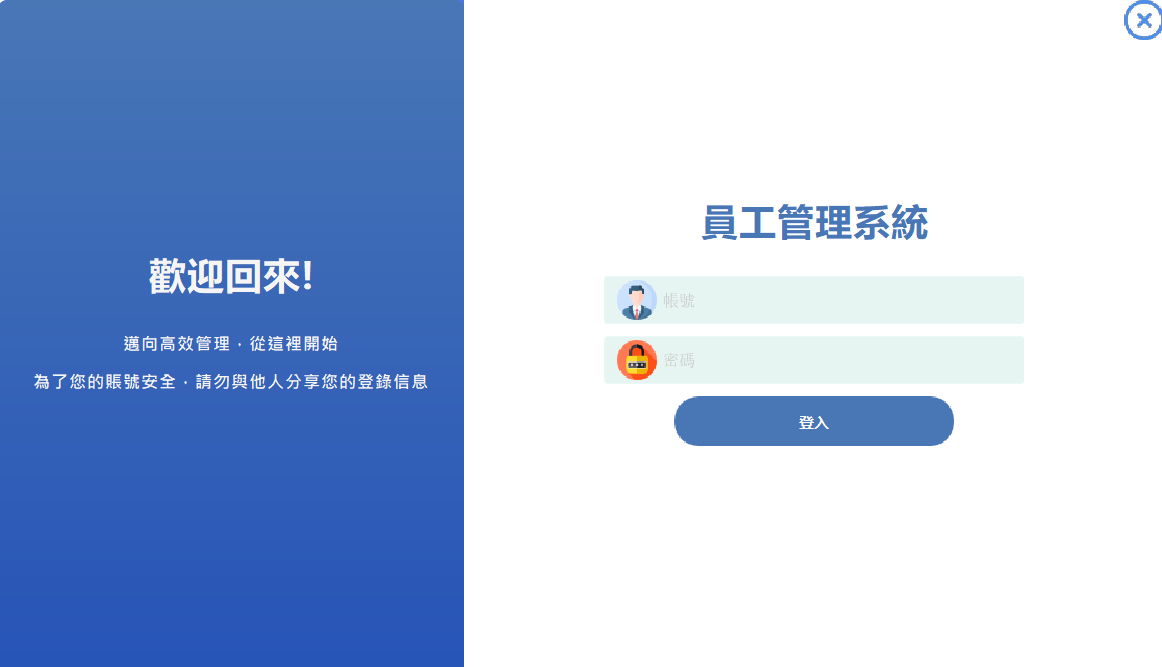 歡迎回來!
邁向高效管理，從這裡開始
為了您的賬號安全，請勿與他人分享您的登錄信息
員工管理系統
帳號
密碼
登入